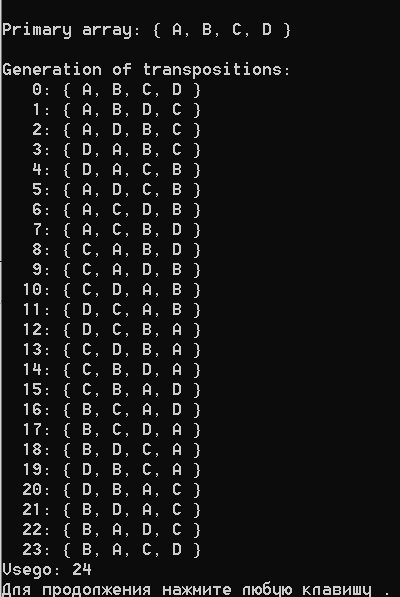 Primary array: { A, B, C, D }
Generation of transpositions:
0: { A, B, C, D }
1: { A, B, D, C }
2: { A, D, B, C }
3: { D, A, B, C }
4: { D, A, C, B }
5: { A, D, C, B }
6: { A, C, D, B }
7: { A, C, B, D }
8: { C, A, B, D }
9: { C, A, D, B }
10: { C, D, A, B }
11: { D, C, A, B }
12: { D, C, B, A }
13: { C, D, B, A }
14: { C, B, D, A }
15: { C, B, A, D }
16: { B, C, A, D }
17: { B, C, D, A }
18: { B, D, C, A }
19: { D, B, C, A }
20: { D, B, A, C }
21: { B, D, A, C }
22: { B, A, D, C }
23: { B, A, C, D }
Vsego: 24
Для продолжения нажмите любую клавишу .